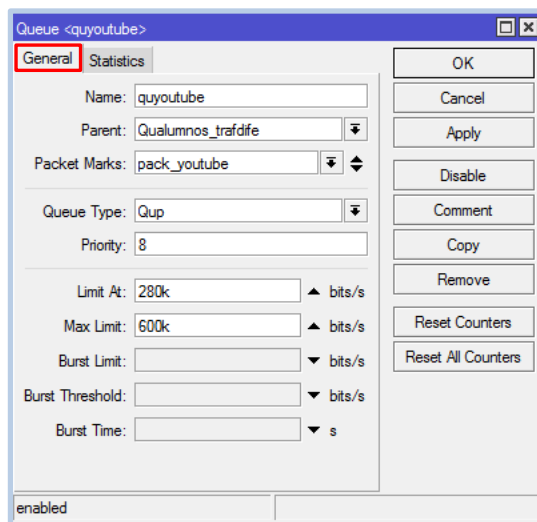 Queue <quyoutube>
General Statistics
Name: quyoutube
Parent: Qualumnos_trafdife
Packet Marks: pack_youtube
Queue Type: Qup
Priority: 8
Limit At: 280k bits/s
Max Limit: 600k bits/s
Burst Limit: bits/s
Burst Threshold: bits/s
Burst Time: s
OK
Cancel
Apply
Disable
Comment
Copy
Remove
Reset Counters
Reset All Counters
enabled